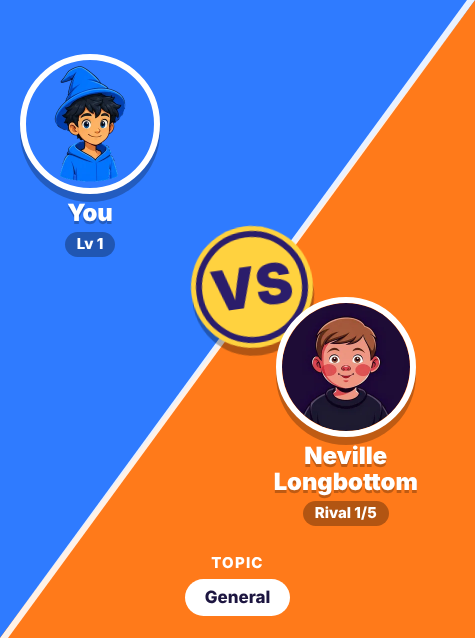 You
Lv 1
VS
Neville
Longbottom
Rival 1/5
TOPIC
General